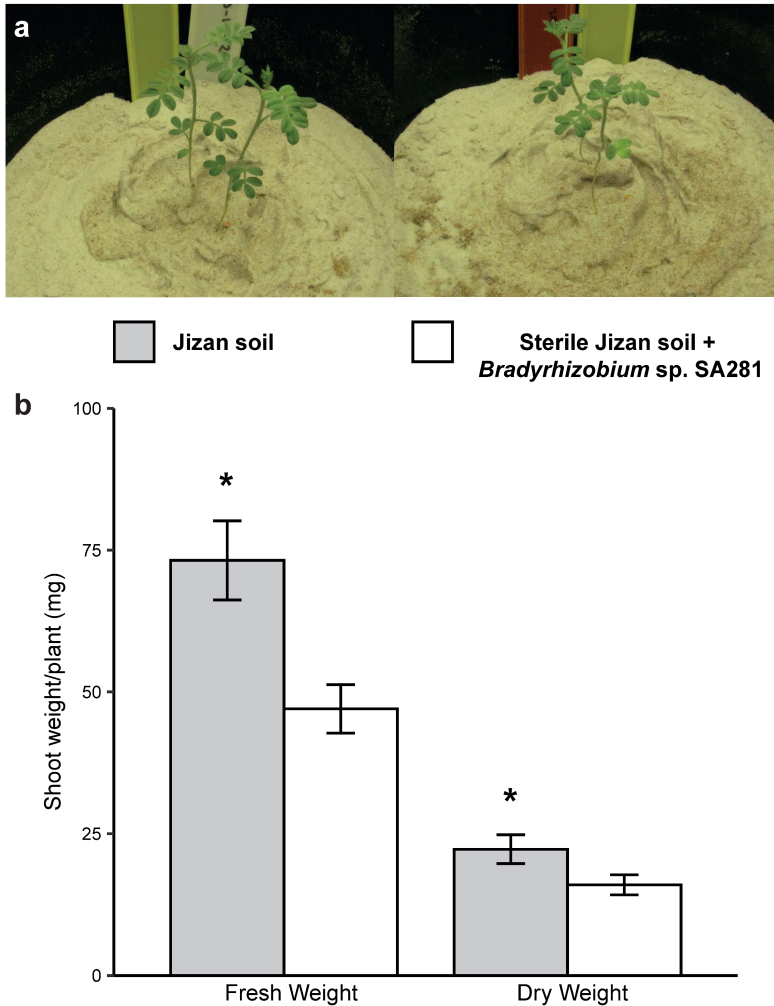 a
Jizan soil
Sterile Jizan soil +
Bradyrhizobium sp. SA281
b
100
75
50
25
0
Shoot weight/plant (mg)
*
*
Fresh Weight
Dry Weight